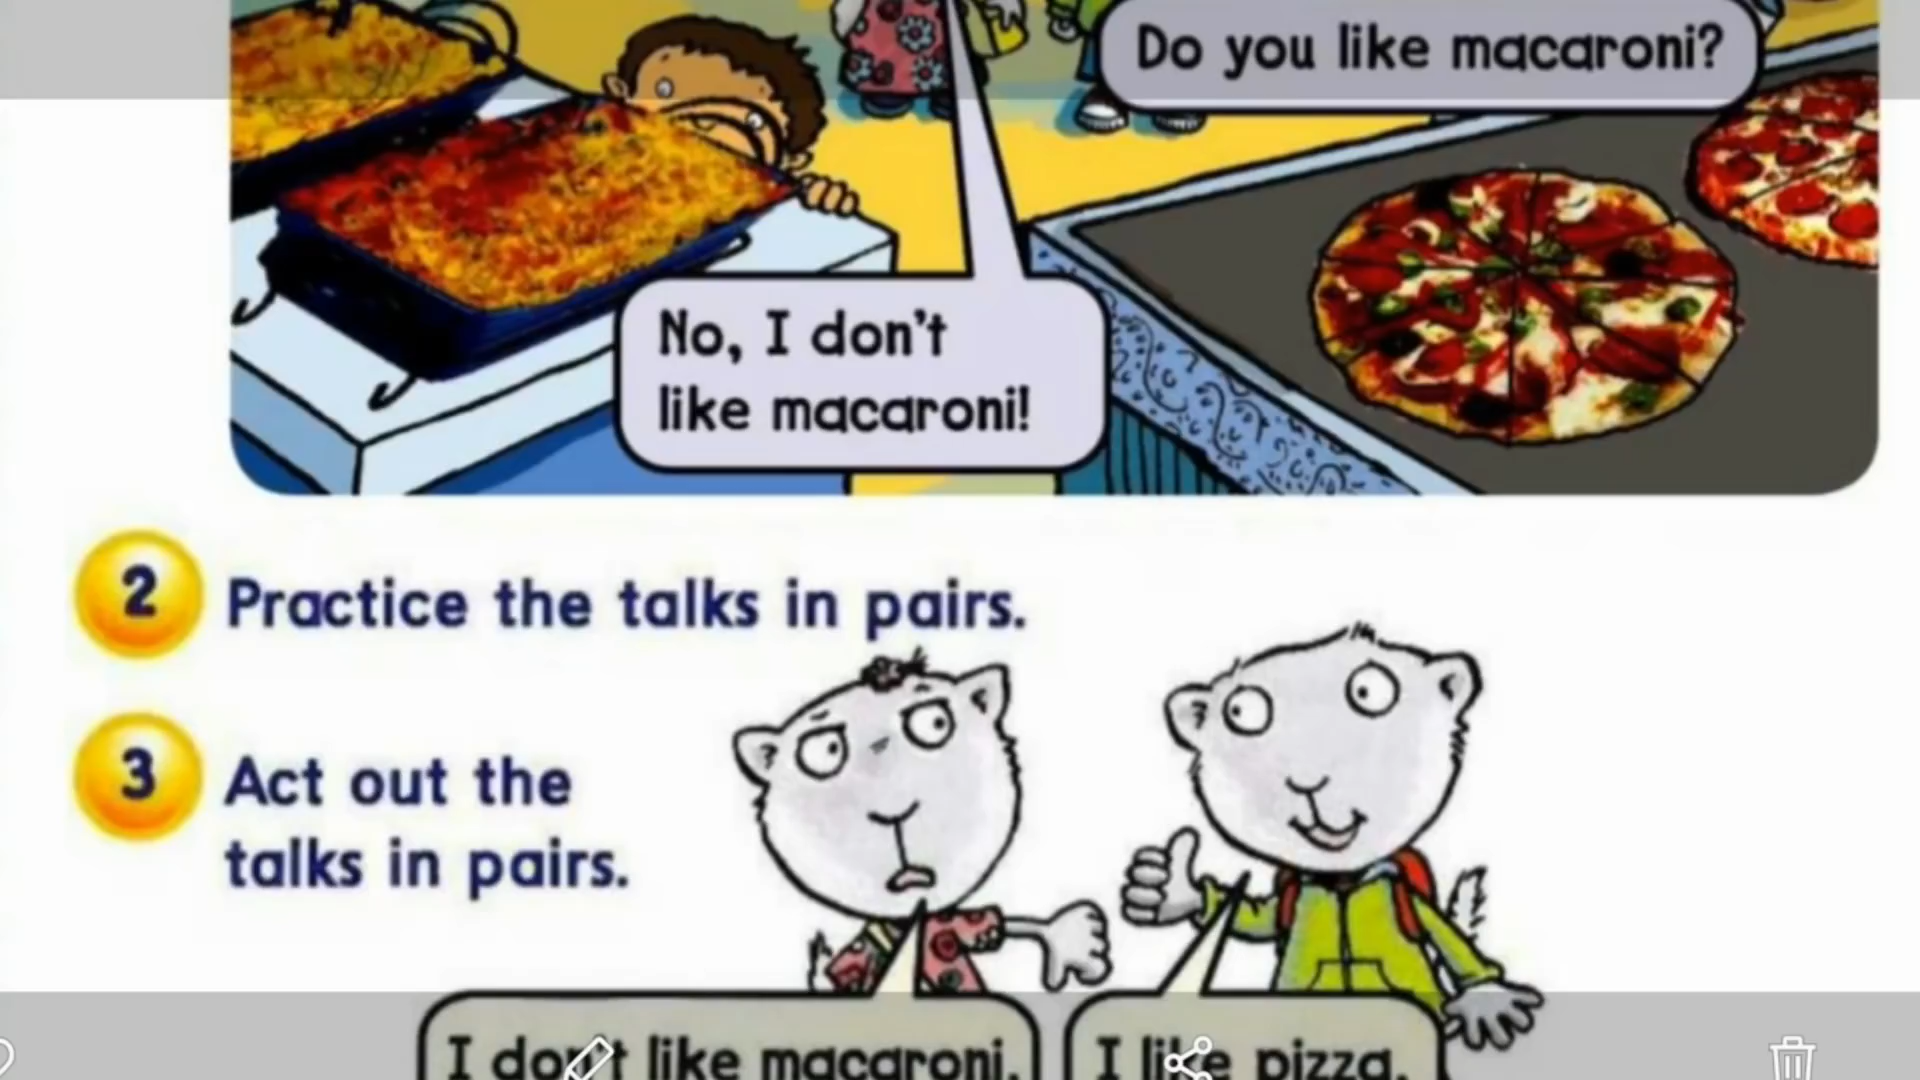 Do you like macaroni?
No, I don't
like macaroni!
2 Practice the talks in pairs.
3 Act out the
talks in pairs.
I don't like macaroni.
I like pizza.